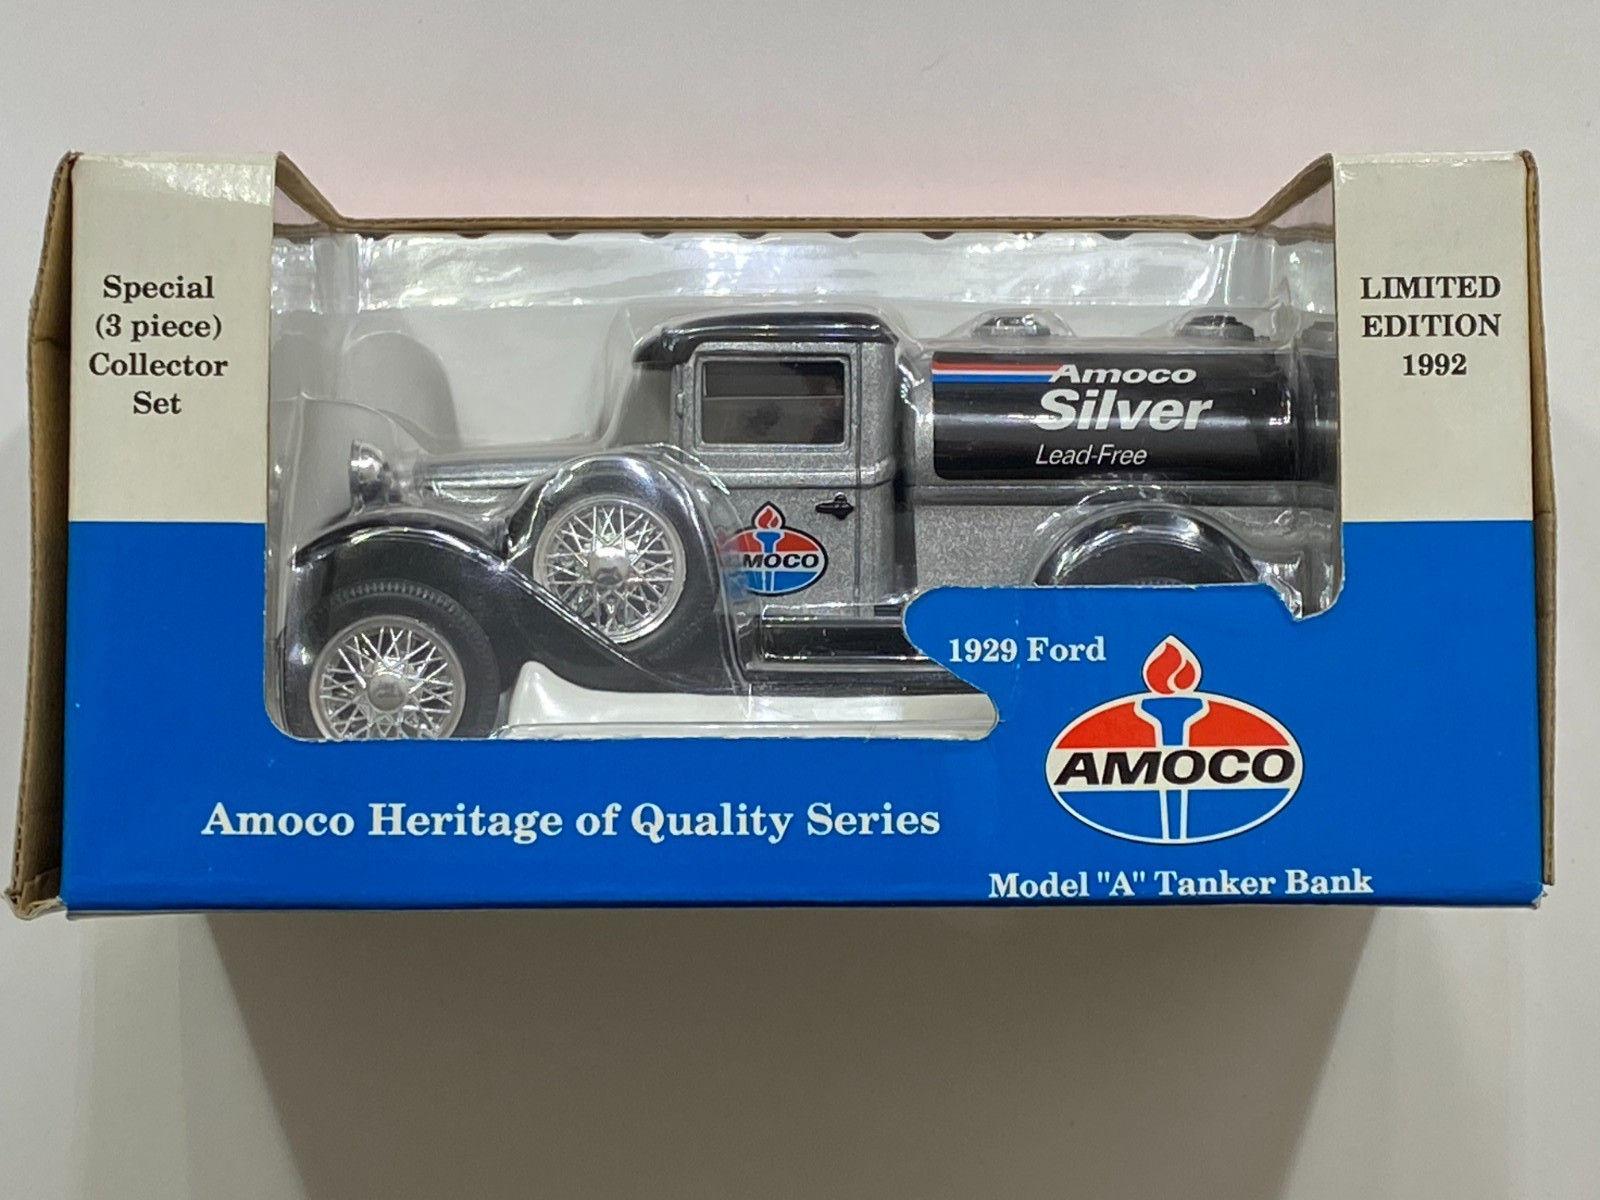 Special
(3 piece)
Collector
Set
LIMITED
EDITION
1992
Amoco
Silver
Lead-Free
AMOCO
1929 Ford
AMOCO
Amoco Heritage of Quality Series
Model "A" Tanker Bank